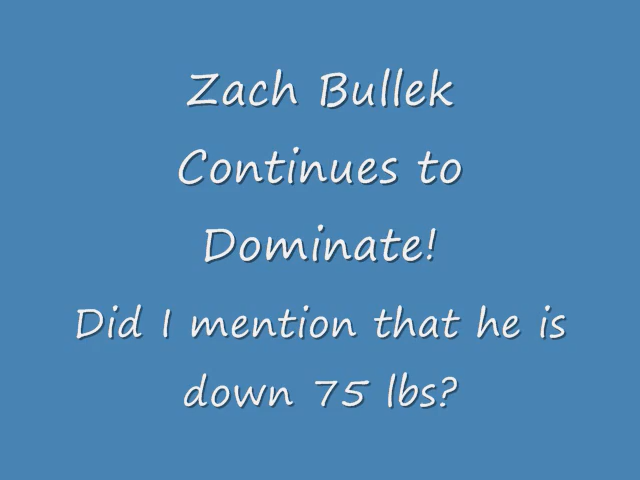 Zach Bullek
Continues to
Dominate!
Did I mention that he is
down 75 lbs?